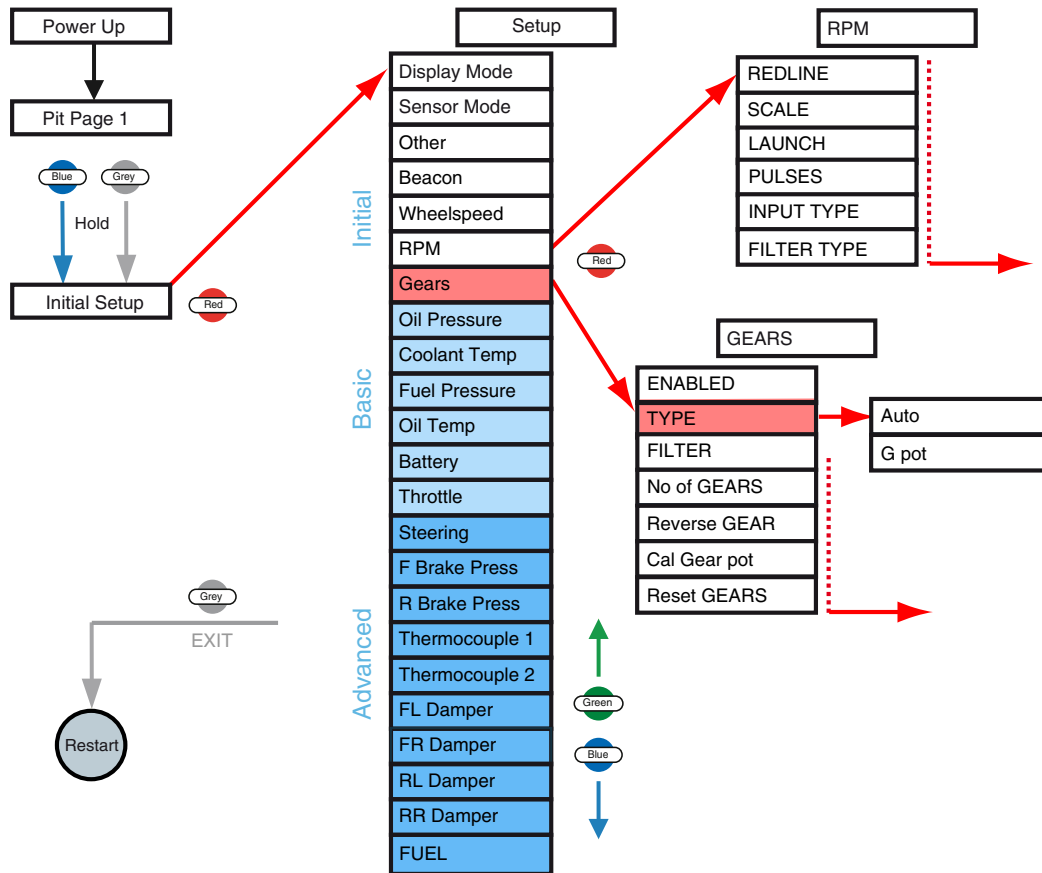 Power Up
Pit Page 1
Blue
Grey
Hold
Initial Setup
Red
Grey
EXIT
Restart
Setup
Initial
Basic
Advanced
Display Mode
Sensor Mode
Other
Beacon
Wheelspeed
RPM
Gears
Oil Pressure
Coolant Temp
Fuel Pressure
Oil Temp
Battery
Throttle
Steering
F Brake Press
R Brake Press
Thermocouple 1
Thermocouple 2
FL Damper
FR Damper
RL Damper
RR Damper
FUEL
Red
Green
Blue
RPM
REDLINE
SCALE
LAUNCH
PULSES
INPUT TYPE
FILTER TYPE
GEARS
ENABLED
TYPE
FILTER
No of GEARS
Reverse GEAR
Cal Gear pot
Reset GEARS
Auto
G pot